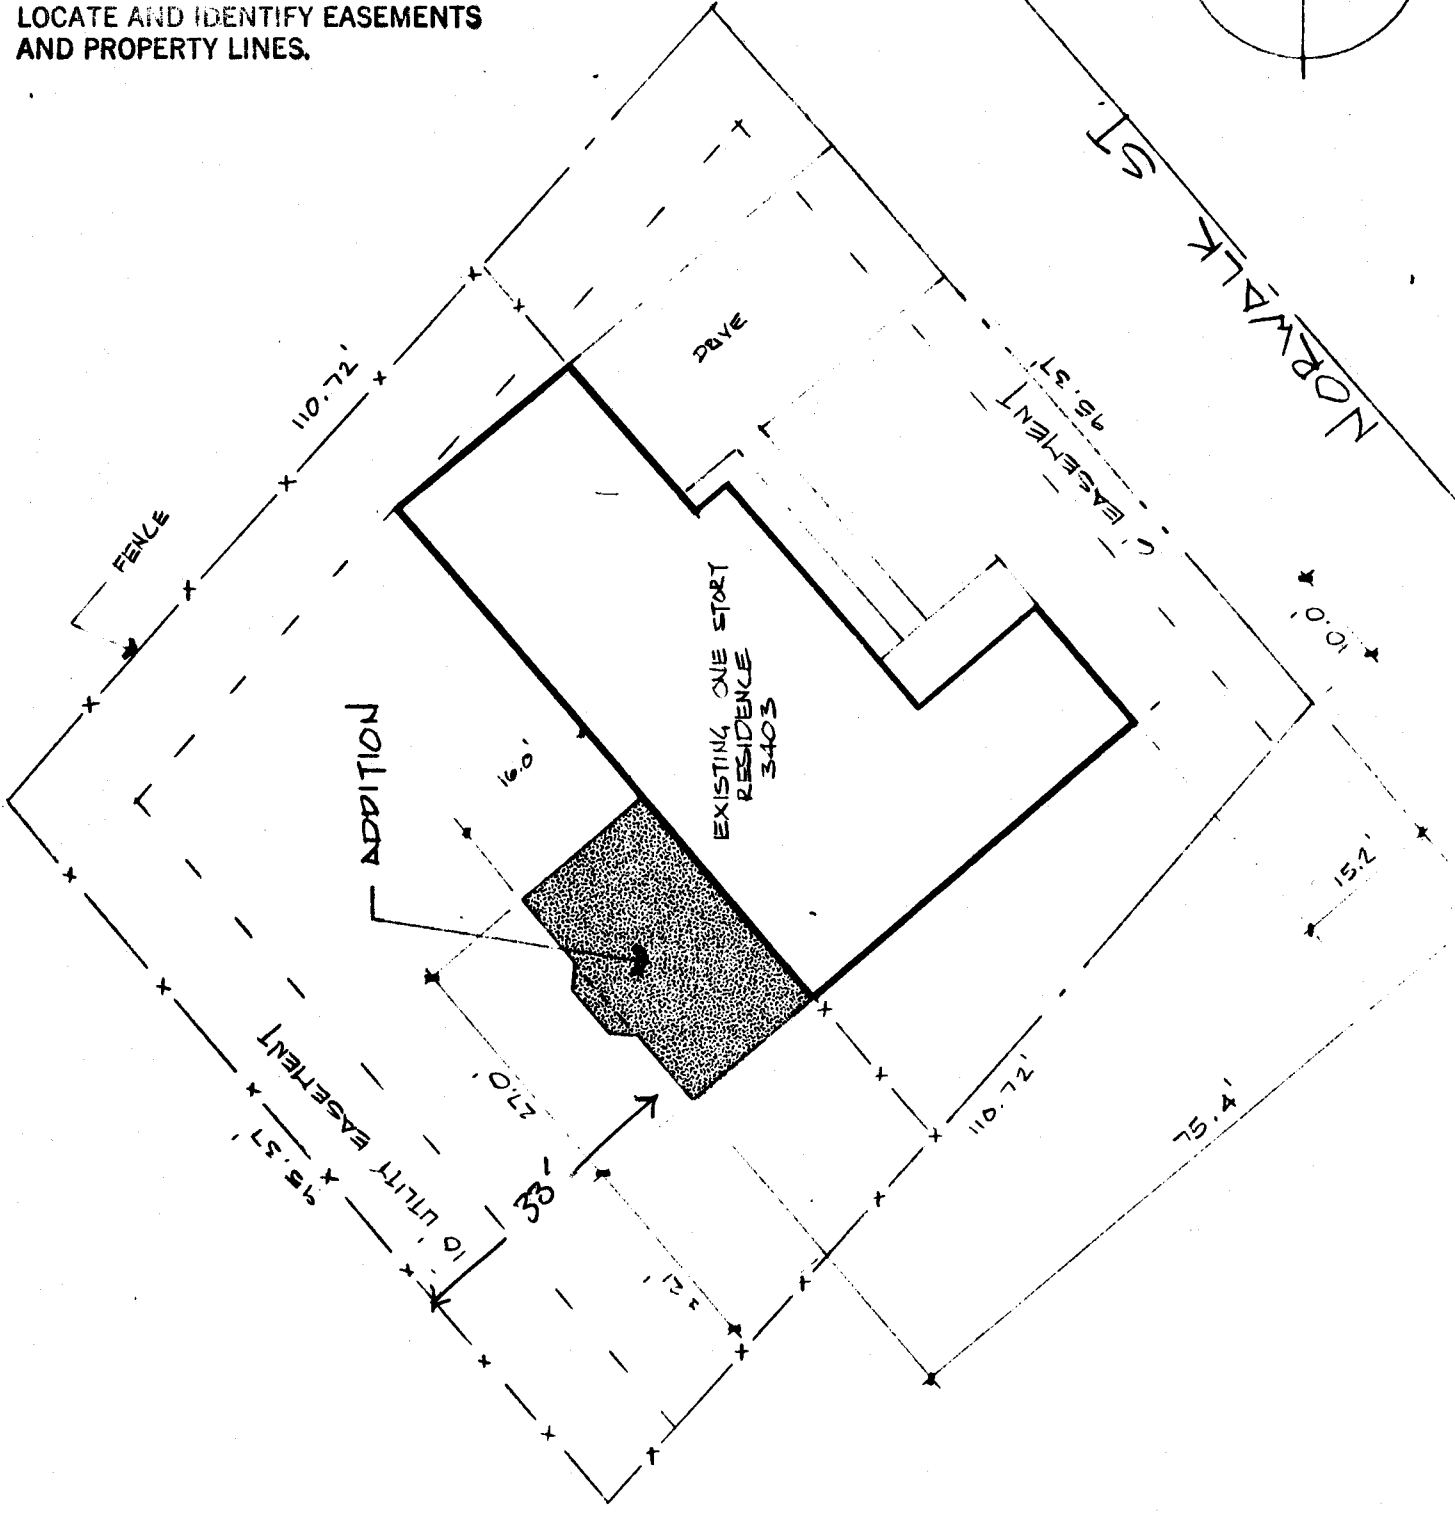 LOCATE AND IDENTIFY EASEMENTS
AND PROPERTY LINES.
NORWALK ST.
110.72'
DRIVE
95.37'
EASEMENT
FENCE
10.0'
EXISTING ONE STORY
RESIDENCE
3403
ADDITION
16.0'
15.2'
27.0'
10' UTILITY EASEMENT
95.37'
33'
110.72'
75.4'
± 21'